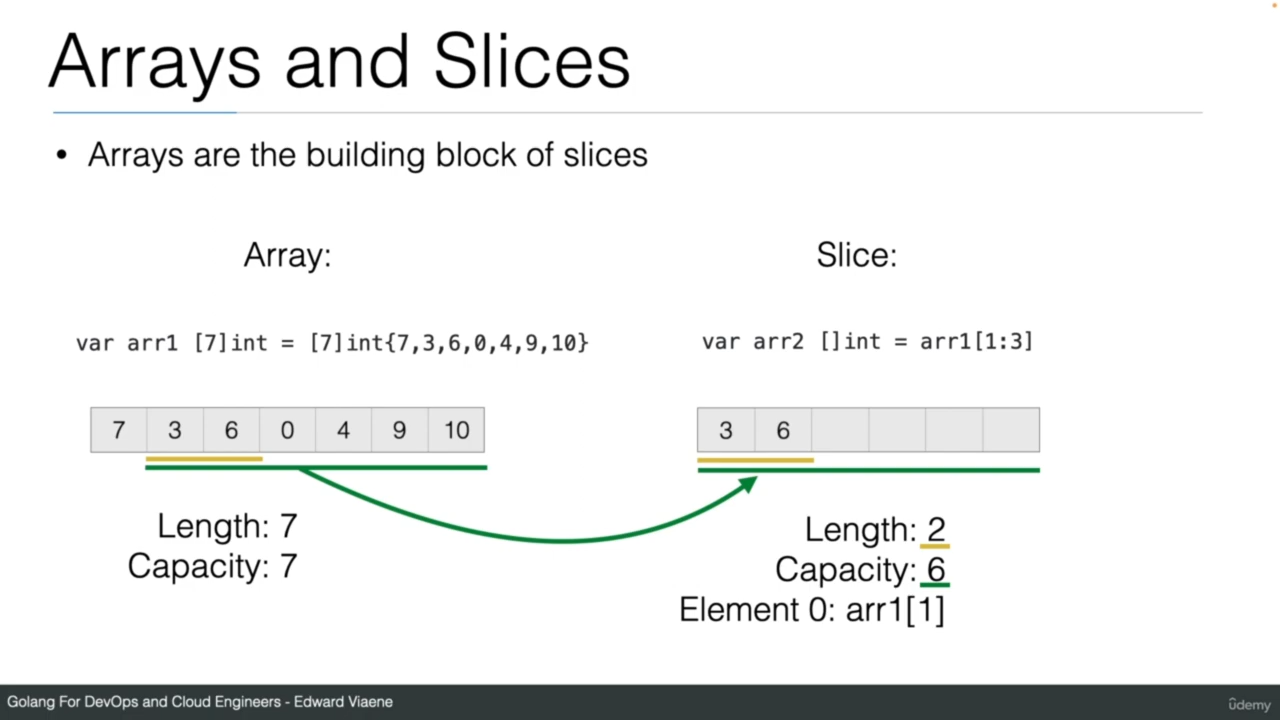 Arrays and Slices
• Arrays are the building block of slices
Array:
var arr1 [7]int = [7]int{7,3,6,0,4,9,10}
7 3 6 0 4 9 10
Length: 7
Capacity: 7
Slice:
var arr2 []int = arr1[1:3]
3 6
Length: 2
Capacity: 6
Element 0: arr1[1]
Golang For DevOps and Cloud Engineers - Edward Viaene
ûdemy